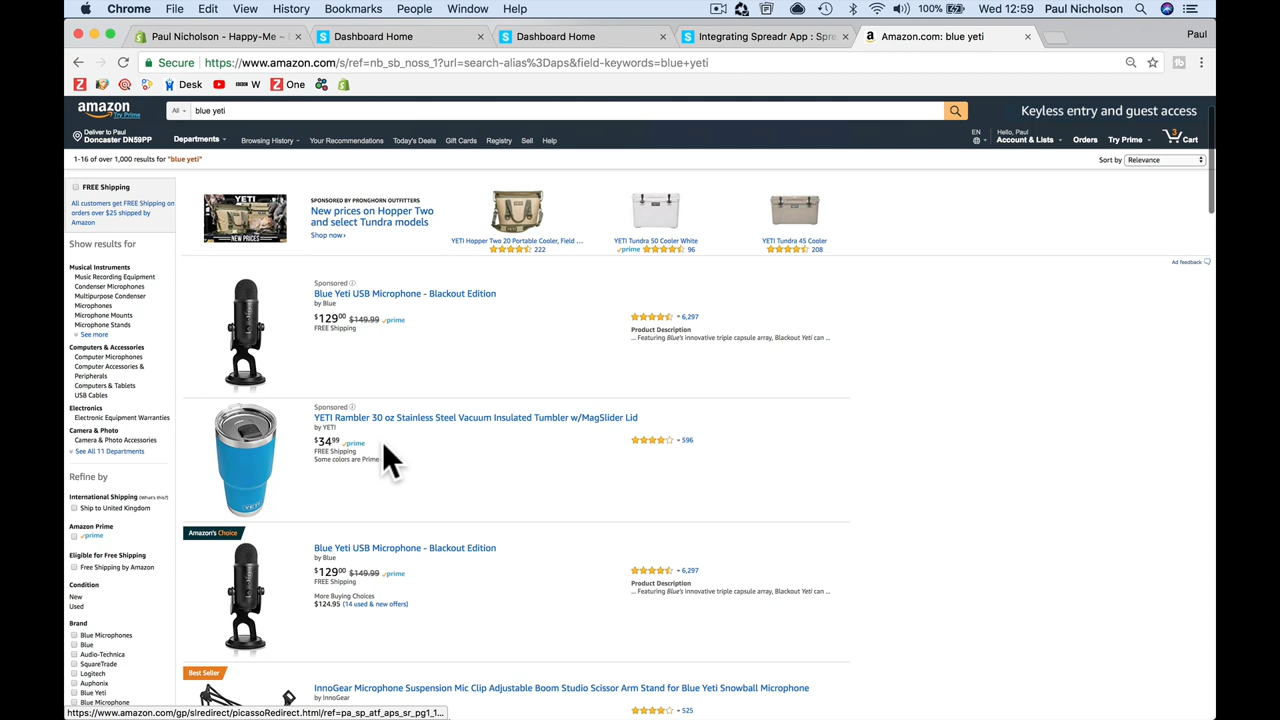 Chrome File Edit View History Bookmarks People Window Help 100% Wed 12:59 Paul Nicholson
Paul Nicholson - Happy-Me ~ Dashboard Home Dashboard Home Integrating Spreadr App : Spre Amazon.com: blue yeti Paul
Secure https://www.amazon.com/s/ref=nb_sb_noss_1?url=search-alias%3Daps&field-keywords=blue+yeti
Desk W One
amazon All blue yeti Keyless entry and guest access
Try Prime
Deliver to Paul
Doncaster DN59PP
Departments Browsing History Your Recommendations Today's Deals Gift Cards Registry Sell Help EN Hello, Paul
Account & Lists Orders Try Prime 3 Cart
1-16 of over 1,000 results for "blue yeti" Sort by Relevance
FREE Shipping
All customers get FREE Shipping on
orders over $25 shipped by
Amazon
Show results for
Musical Instruments
Music Recording Equipment
Condenser Microphones
Multipurpose Condenser
Microphones
Microphone Mounts
Microphone Stands
See more
Computers & Accessories
Computer Microphones
Computer Accessories &
Peripherals
Computers & Tablets
USB Cables
Electronics
Electronic Equipment Warranties
Camera & Photo
Camera & Photo Accessories
See All 11 Departments
Refine by
International Shipping (What's this?)
Ship to United Kingdom
Amazon Prime
prime
Eligible for Free Shipping
Free Shipping by Amazon
Condition
New
Used
Brand
Blue Microphones
Blue
Audio-Technica
SquareTrade
Logitech
Auphonix
Blue Yeti
Blue Microphone
YETI
NEW PRICES
SPONSORED BY PRONGHORN OUTFITTERS
New prices on Hopper Two
and select Tundra models
Shop now ›
YETI Hopper Two 20 Portable Cooler, Field ...
222
YETI Tundra 50 Cooler White
prime 96
YETI Tundra 45 Cooler
208
Ad feedback
Sponsored
Blue Yeti USB Microphone - Blackout Edition
by Blue
$129 00 $149.99 prime
FREE Shipping
6,297
Product Description
... Featuring Blue's innovative triple capsule array, Blackout Yeti can ...
Sponsored
YETI Rambler 30 oz Stainless Steel Vacuum Insulated Tumbler w/MagSlider Lid
by YETI
$34 99 prime
FREE Shipping
Some colors are Prime
596
Amazon's Choice
Blue Yeti USB Microphone - Blackout Edition
by Blue
$129 00 $149.99 prime
FREE Shipping
More Buying Choices
$124.95 (14 used & new offers)
6,297
Product Description
... Featuring Blue's innovative triple capsule array, Blackout Yeti can ...
Best Seller
InnoGear Microphone Suspension Mic Clip Adjustable Boom Studio Scissor Arm Stand for Blue Yeti Snowball Microphone
by InnoGear
525
https://www.amazon.com/gp/slredirect/picassoRedirect.html/ref=pa_sp_atf_aps_sr_pg1_1...